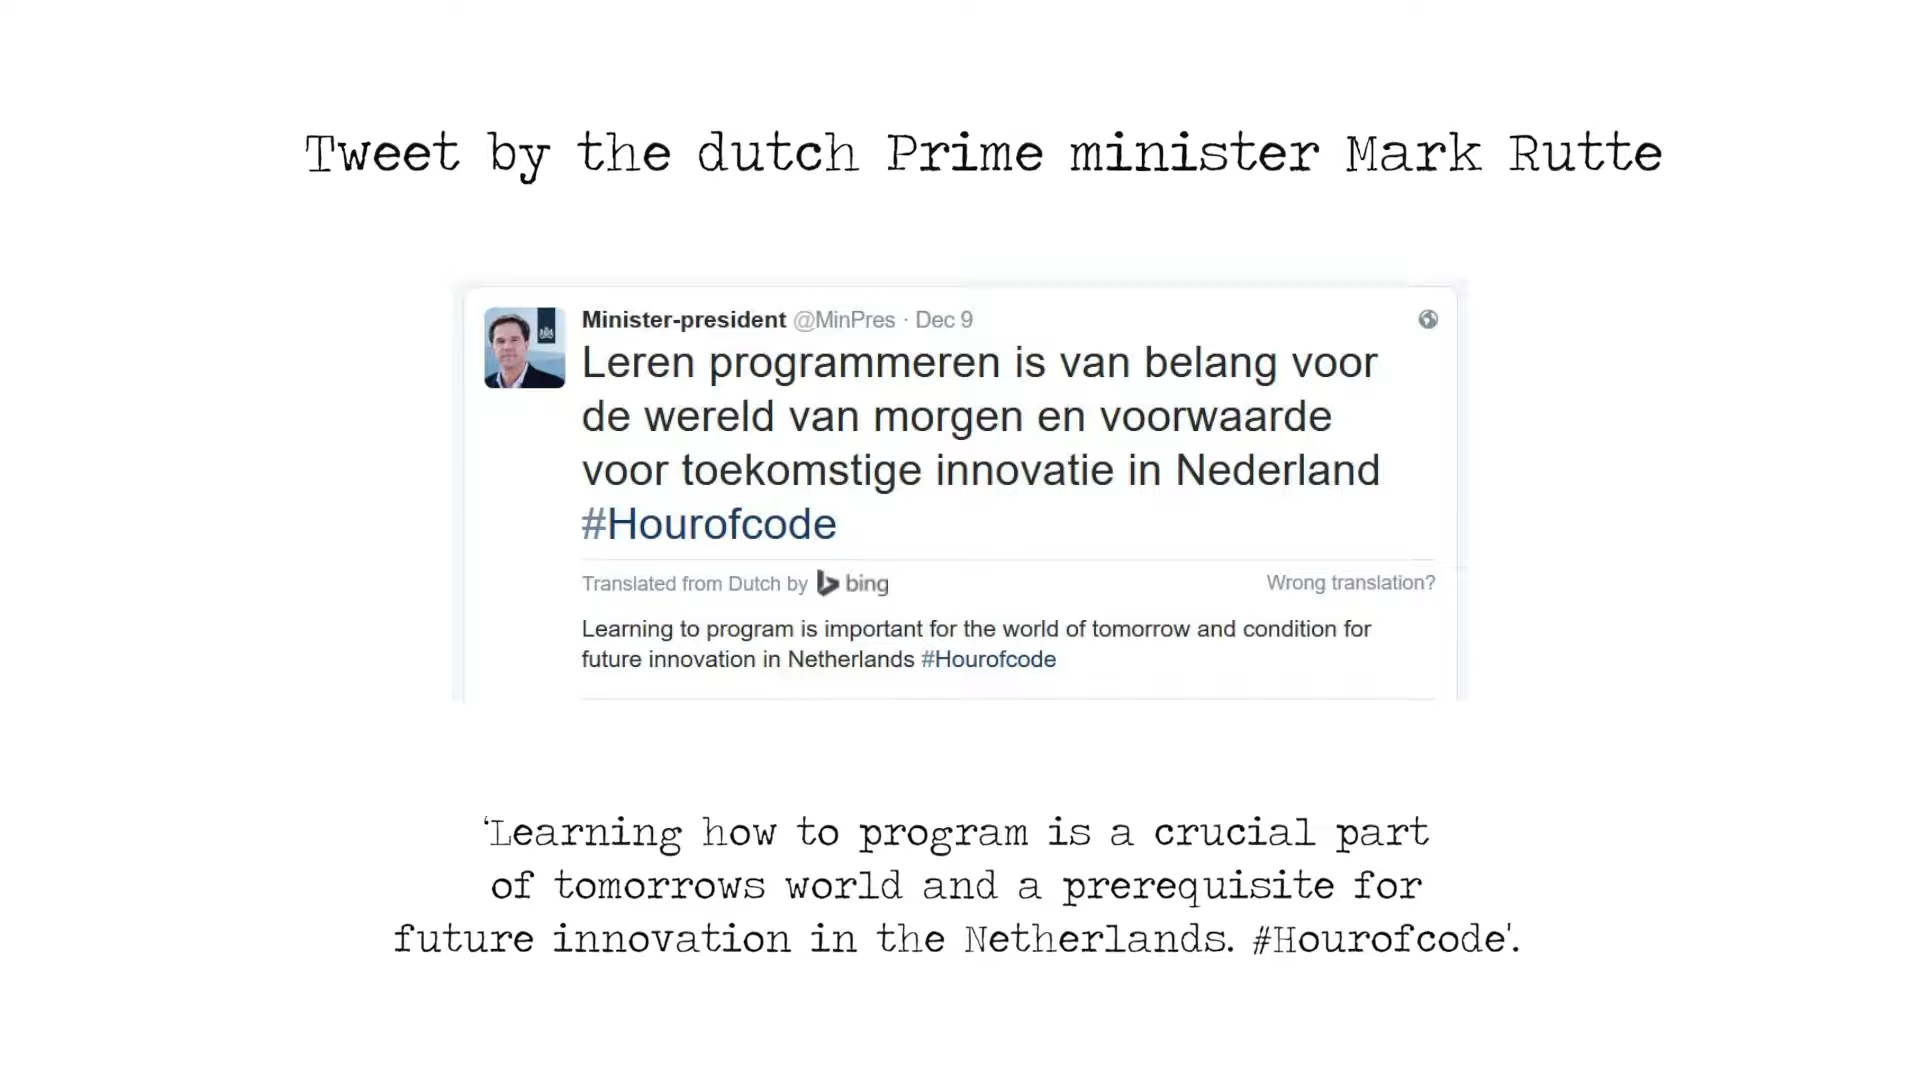 Tweet by the dutch Prime minister Mark Rutte
Minister-president @MinPres · Dec 9
Leren programmeren is van belang voor
de wereld van morgen en voorwaarde
voor toekomstige innovatie in Nederland
#Hourofcode
Translated from Dutch by bing
Wrong translation?
Learning to program is important for the world of tomorrow and condition for
future innovation in Netherlands #Hourofcode
'Learning how to program is a crucial part
of tomorrows world and a prerequisite for
future innovation in the Netherlands. #Hourofcode'.